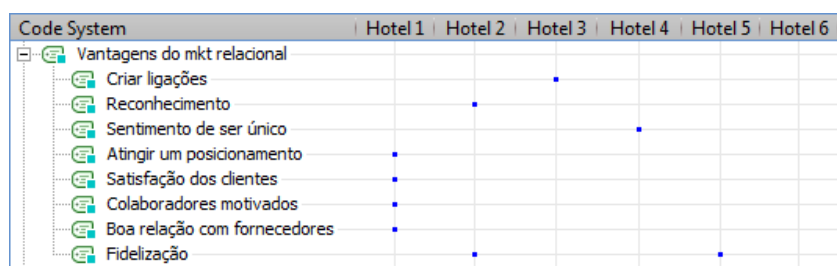 Code System Hotel 1 Hotel 2 Hotel 3 Hotel 4 Hotel 5 Hotel 6
Vantagens do mkt relacional
Criar ligações
Reconhecimento
Sentimento de ser único
Atingir um posicionamento
Satisfação dos clientes
Colaboradores motivados
Boa relação com fornecedores
Fidelização